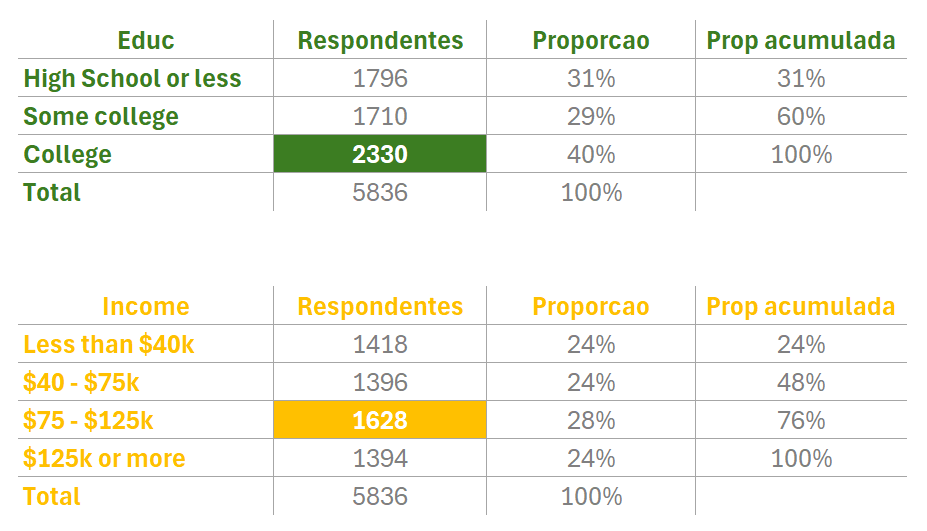 Educ Respondentes Proporcao Prop acumulada
High School or less 1796 31% 31%
Some college 1710 29% 60%
College 2330 40% 100%
Total 5836 100%
Income Respondentes Proporcao Prop acumulada
Less than $40k 1418 24% 24%
$40 - $75k 1396 24% 48%
$75 - $125k 1628 28% 76%
$125k or more 1394 24% 100%
Total 5836 100%